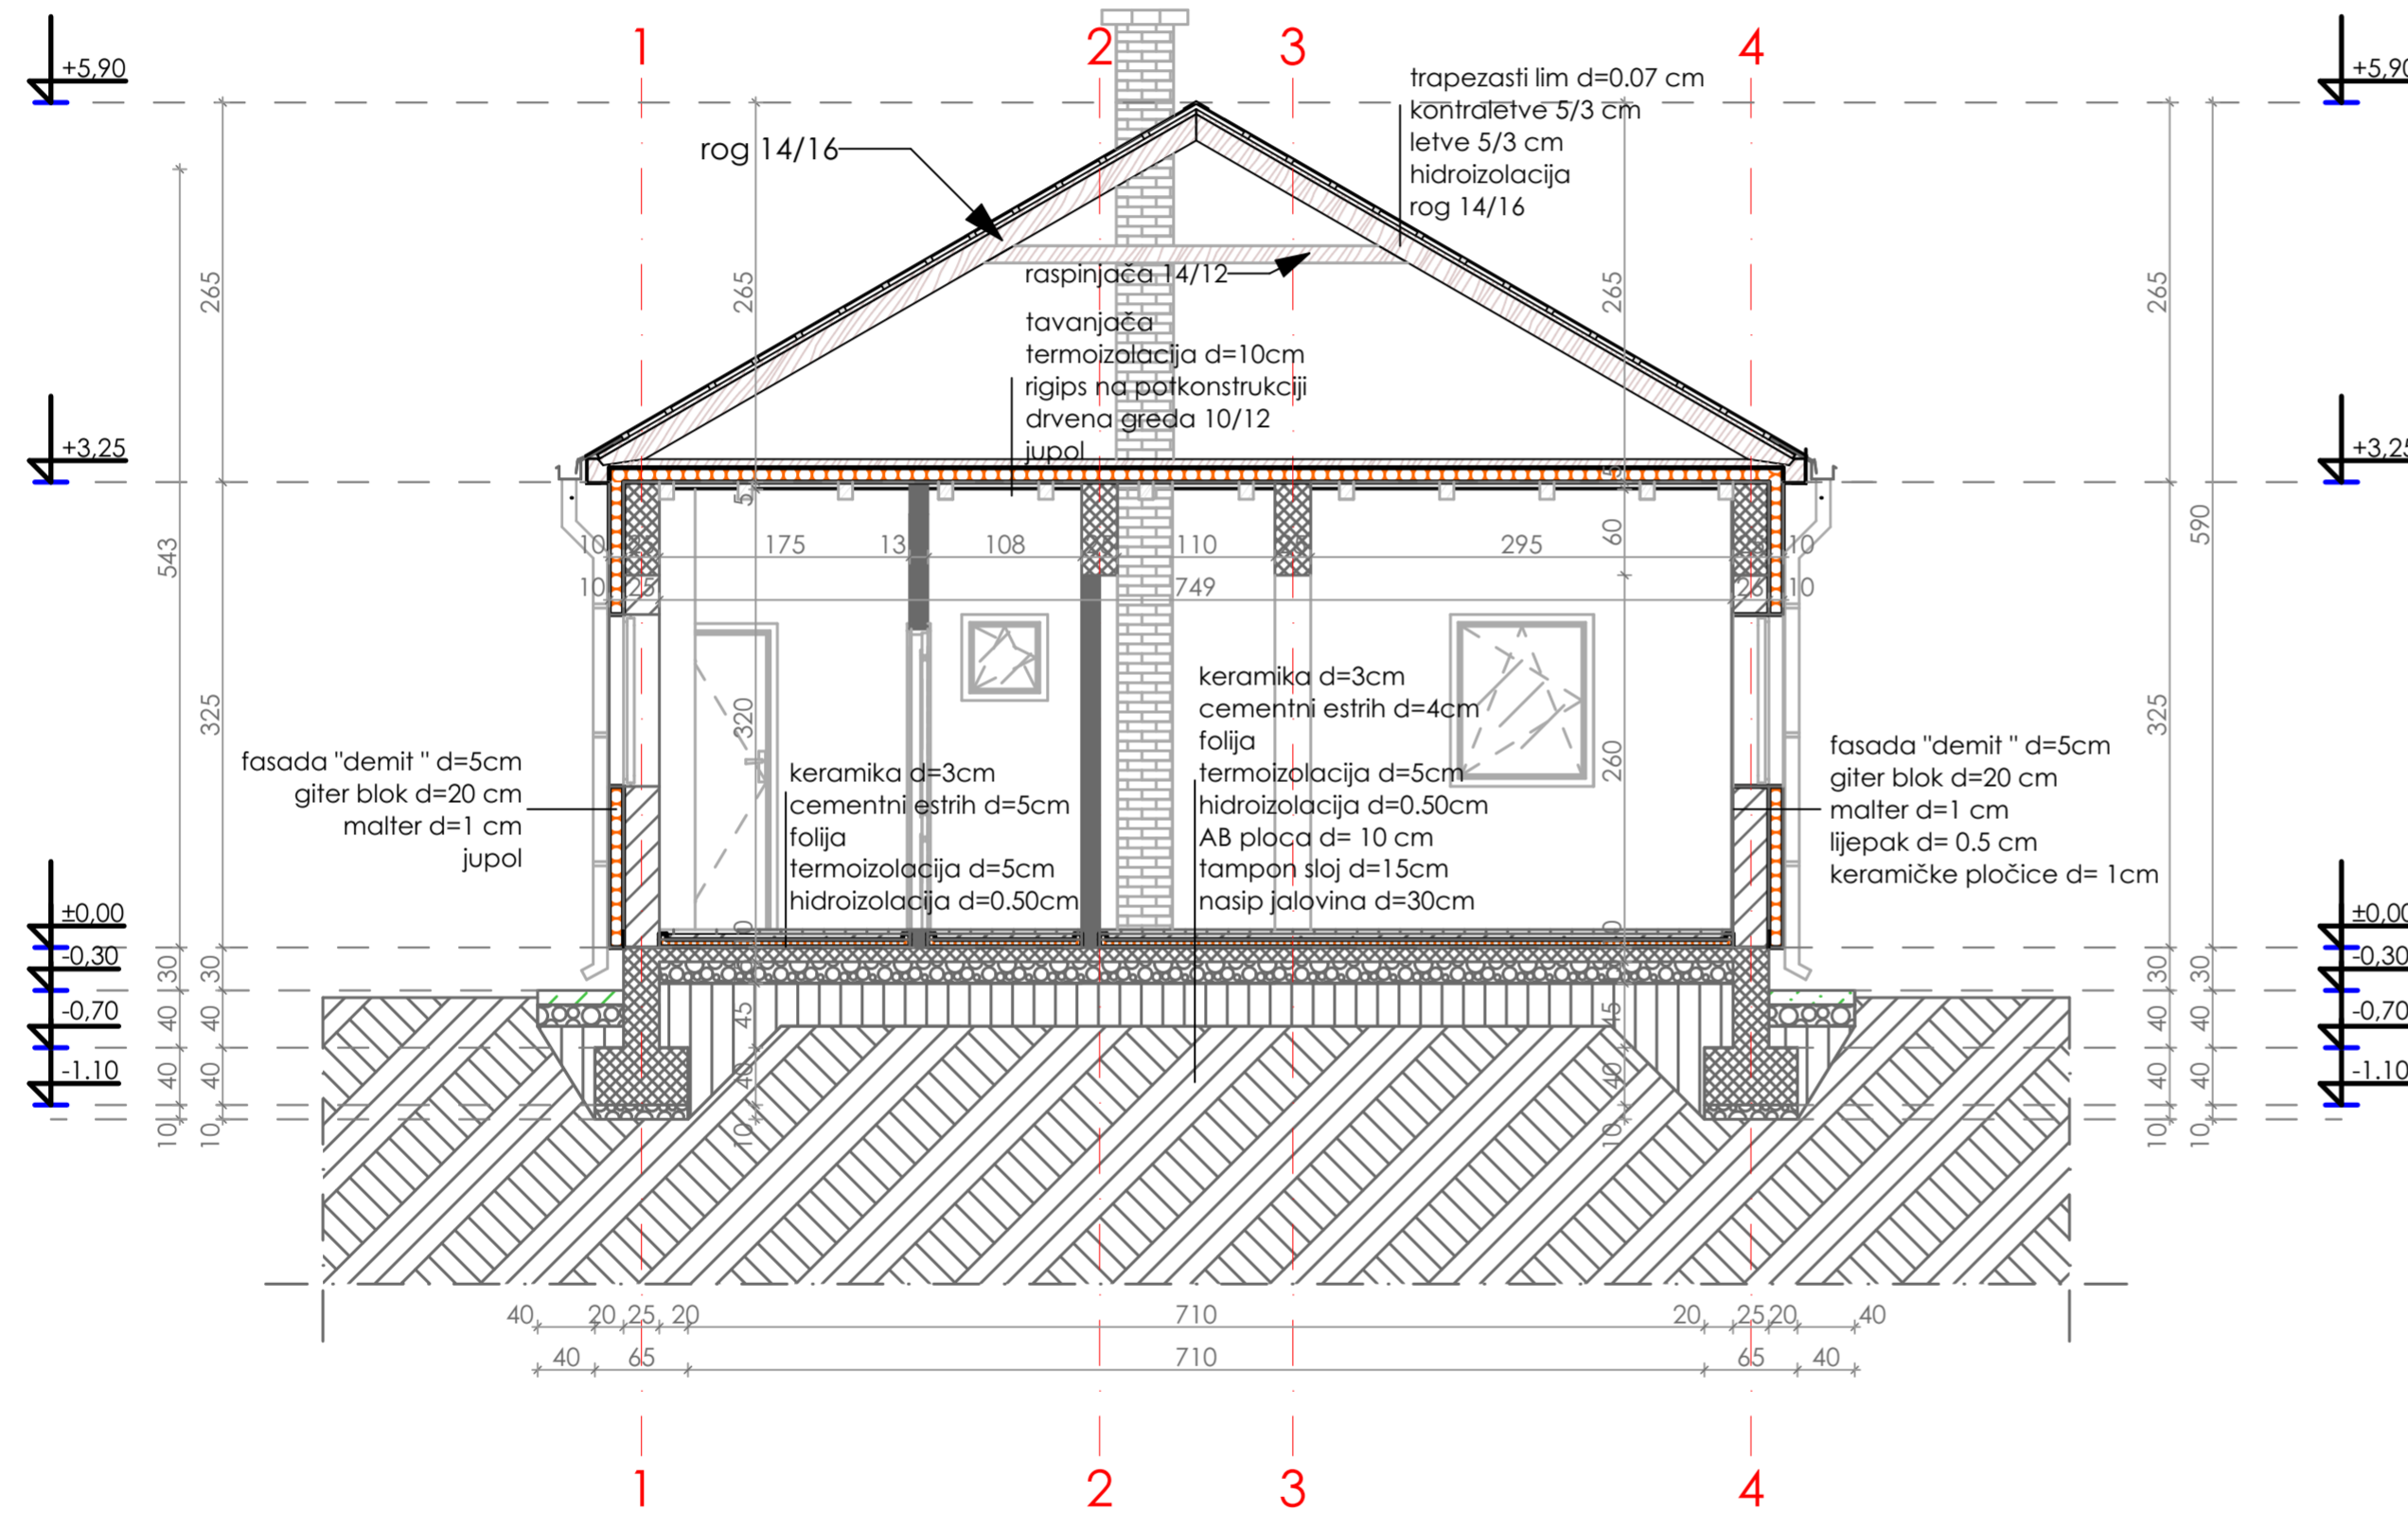 1
2
3
4
+5,90
+5,90
trapezasti lim d=0.07 cm
kontraletve 5/3 cm
letve 5/3 cm
hidroizolacija
rog 14/16
rog 14/16
raspinjača 14/12
265
265
265
265
tavanjača
termoizolacija d=10cm
rigips na potkonstrukciji
drvena greda 10/12
jupol
+3,25
+3,25
5
5
543
590
60
10
175
13
108
110
295
10
10
25
749
10
325
320
260
325
keramika d=3cm
cementni estrih d=4cm
folija
termoizolacija d=5cm
hidroizolacija d=0.50cm
AB ploca d= 10 cm
tampon sloj d=15cm
nasip jalovina d=30cm
fasada "demit " d=5cm
giter blok d=20 cm
malter d=1 cm
jupol
keramika d=3cm
cementni estrih d=5cm
folija
termoizolacija d=5cm
hidroizolacija d=0.50cm
fasada "demit " d=5cm
giter blok d=20 cm
malter d=1 cm
lijepak d= 0.5 cm
keramičke pločice d= 1cm
±0,00
±0,00
-0,30
-0,30
-0,70
-0,70
-1.10
-1.10
30
30
30
30
40
40
45
45
40
40
40
40
40
40
40
40
10
10
10
10
10
10
40
20
25
20
710
20
25
20
40
40
65
710
65
40
1
2
3
4